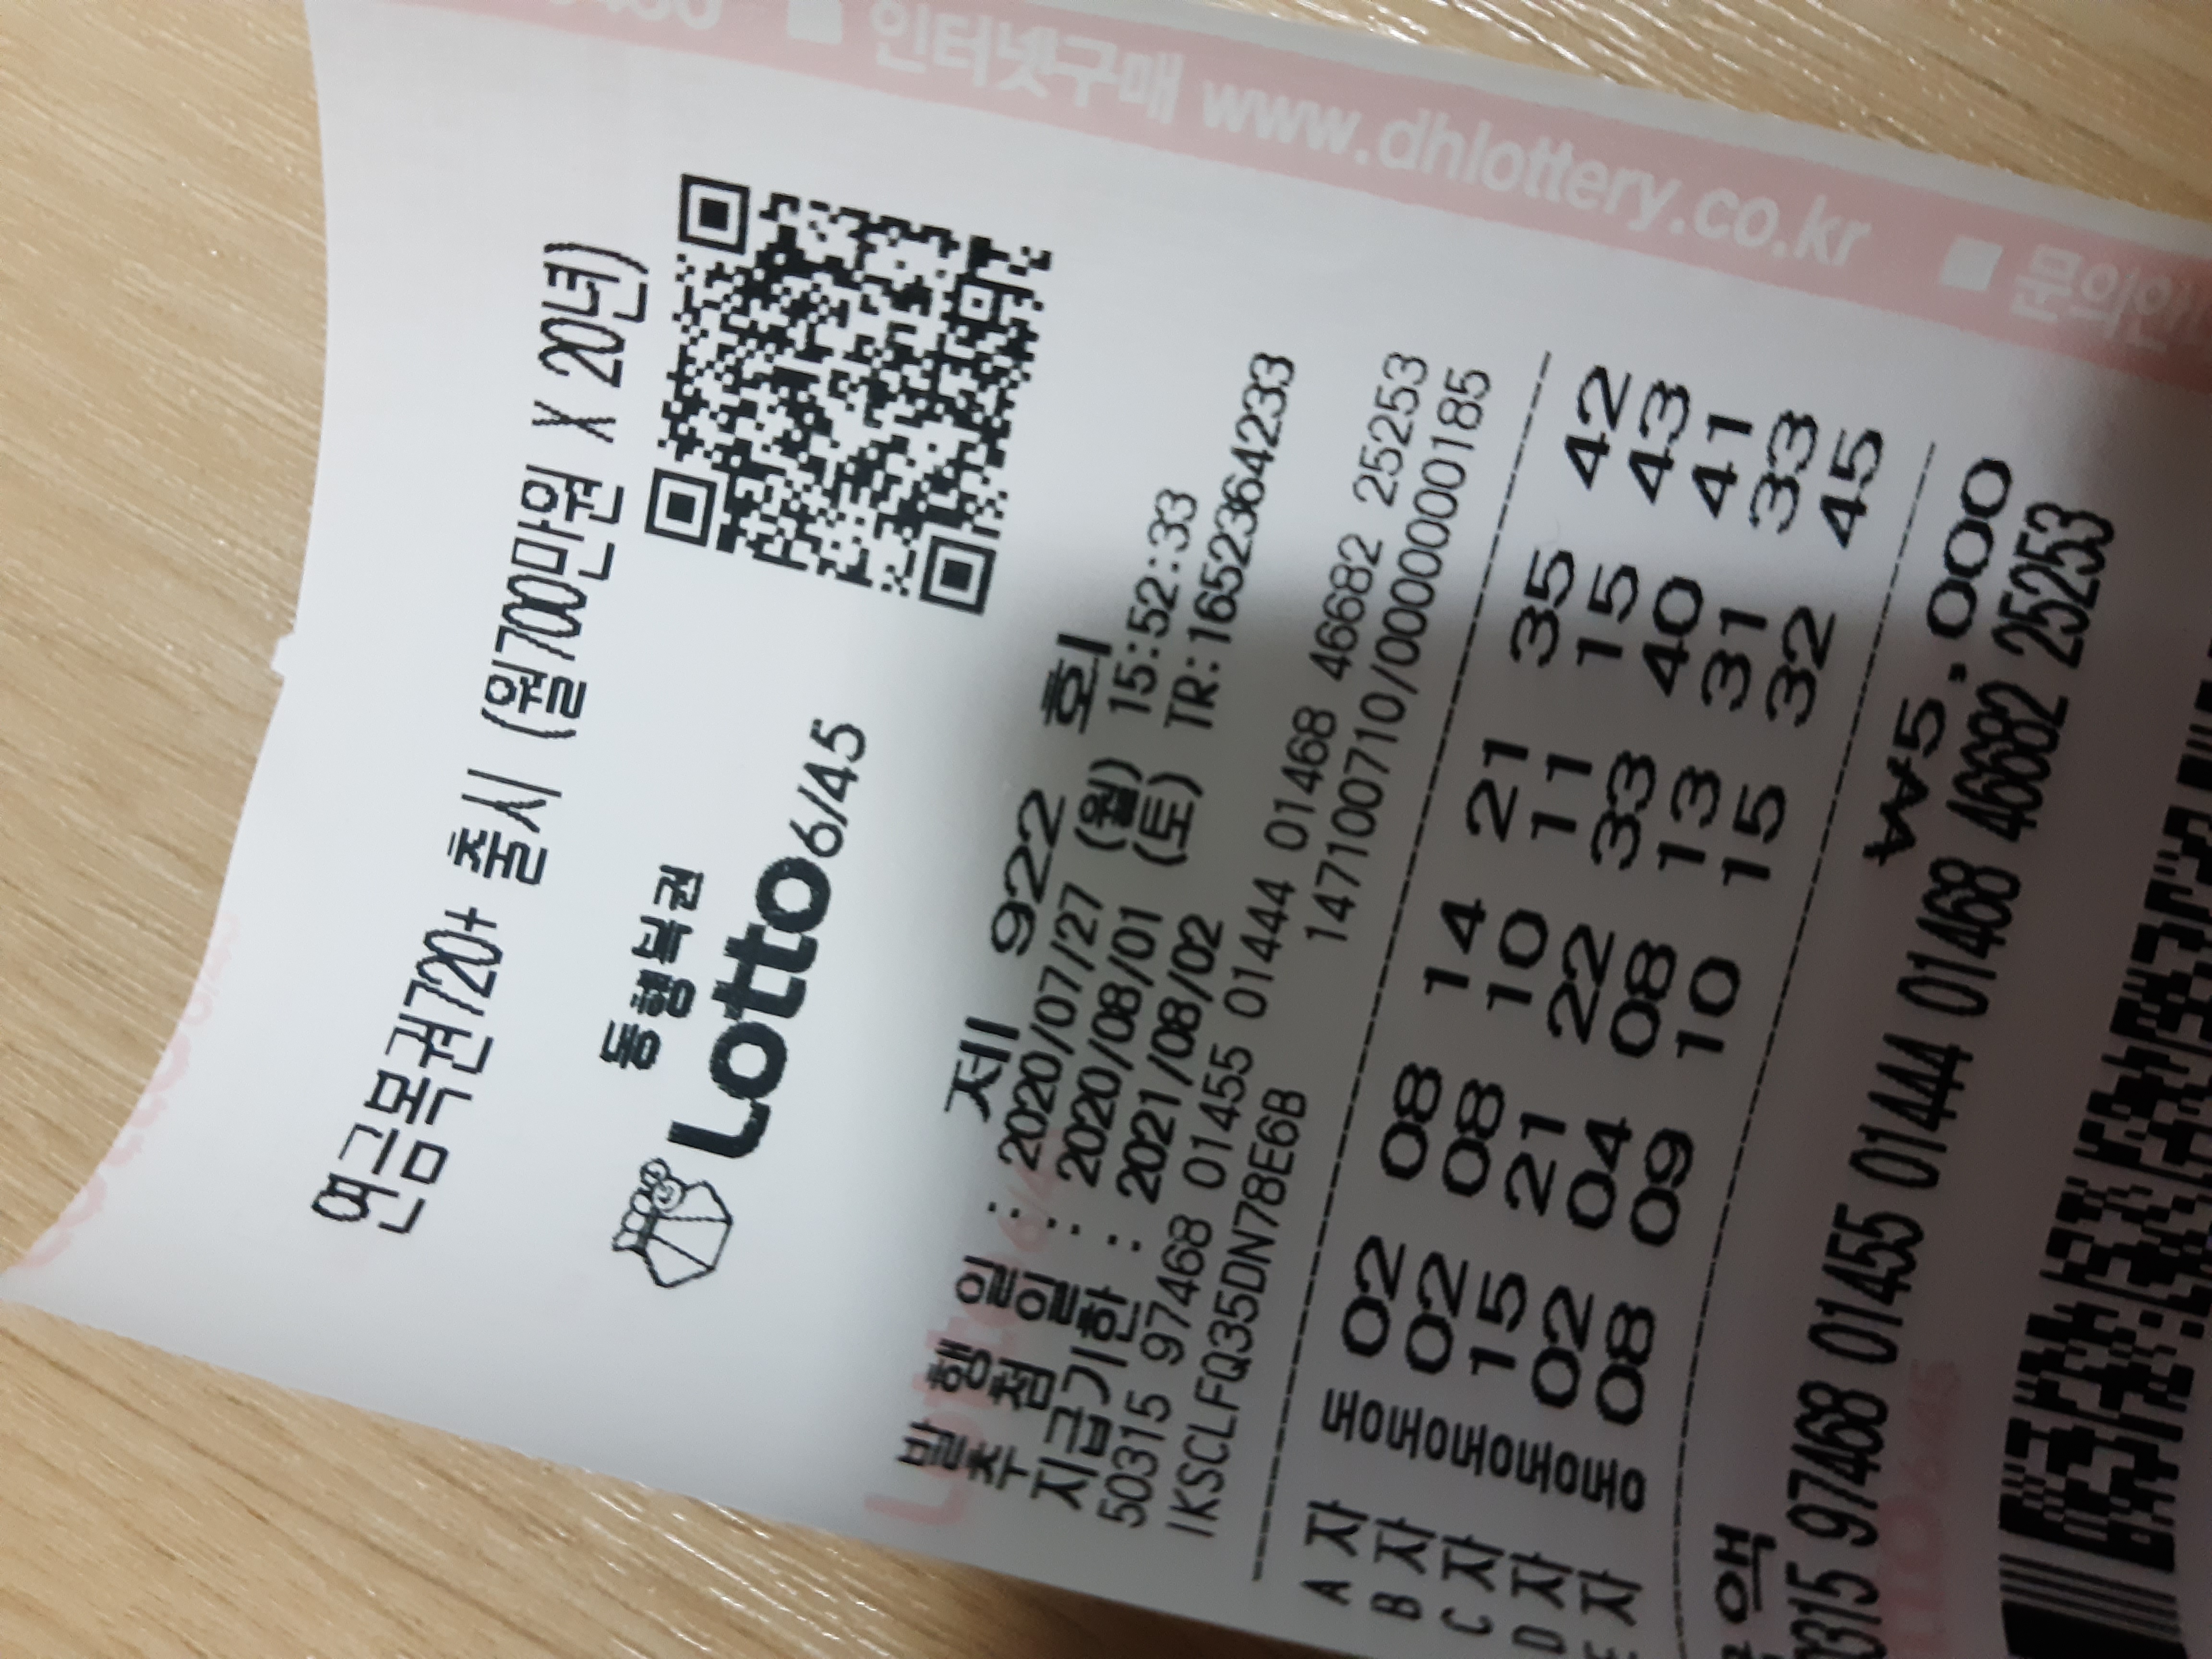 연금복권720+ 출시 (월700만원 X 20년)
동행복권
Lotto6/45
제 922 회
발 행 일 : 2020/07/27 (월) 15:52:33
추 첨 일 : 2020/08/01 (토) TR:1652364233
지급기한 : 2021/08/02
50315 97468 01455 01444 01468 46682 25253
IKSCLFQ35DN78E6B 1471000710/0000000185
A 자 동 02 08 14 21 35 42
B 자 동 02 08 10 11 15 43
C 자 동 15 21 22 33 40 41
D 자 동 02 04 08 13 31 33
E 자 동 08 09 10 15 32 45
₩5,000
97468 01455 01444 01468 46682 25253
인터넷구매 www.dhlottery.co.kr
Lotto6/45